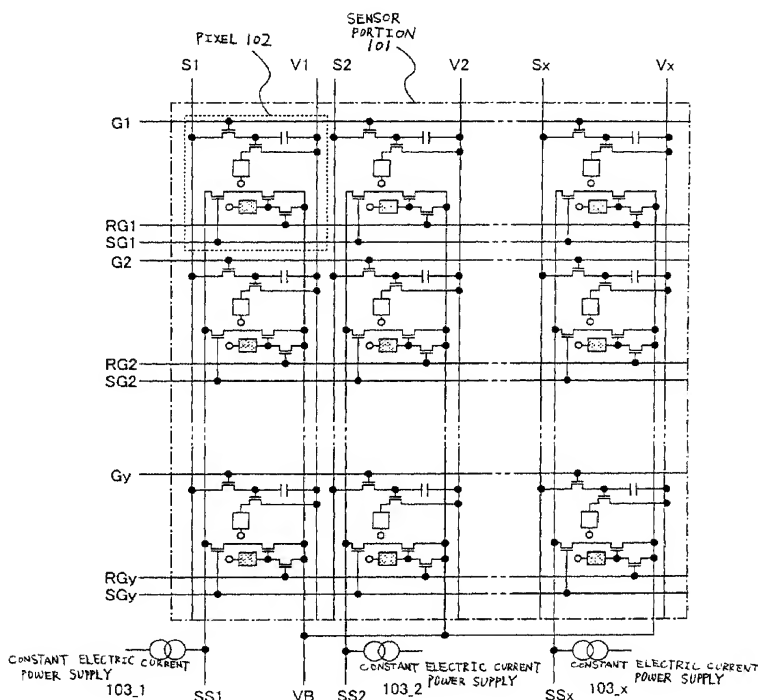 SENSOR
PORTION
101
PIXEL 102
S1 V1 S2 V2 Sx Vx
G1
RG1
SG1
G2
RG2
SG2
Gy
RGy
SGy
CONSTANT ELECTRIC CURRENT
POWER SUPPLY
103_1
CONSTANT ELECTRIC CURRENT
POWER SUPPLY
103_2
CONSTANT ELECTRIC CURRENT
POWER SUPPLY
103_x
SS1 VB SS2 SSx